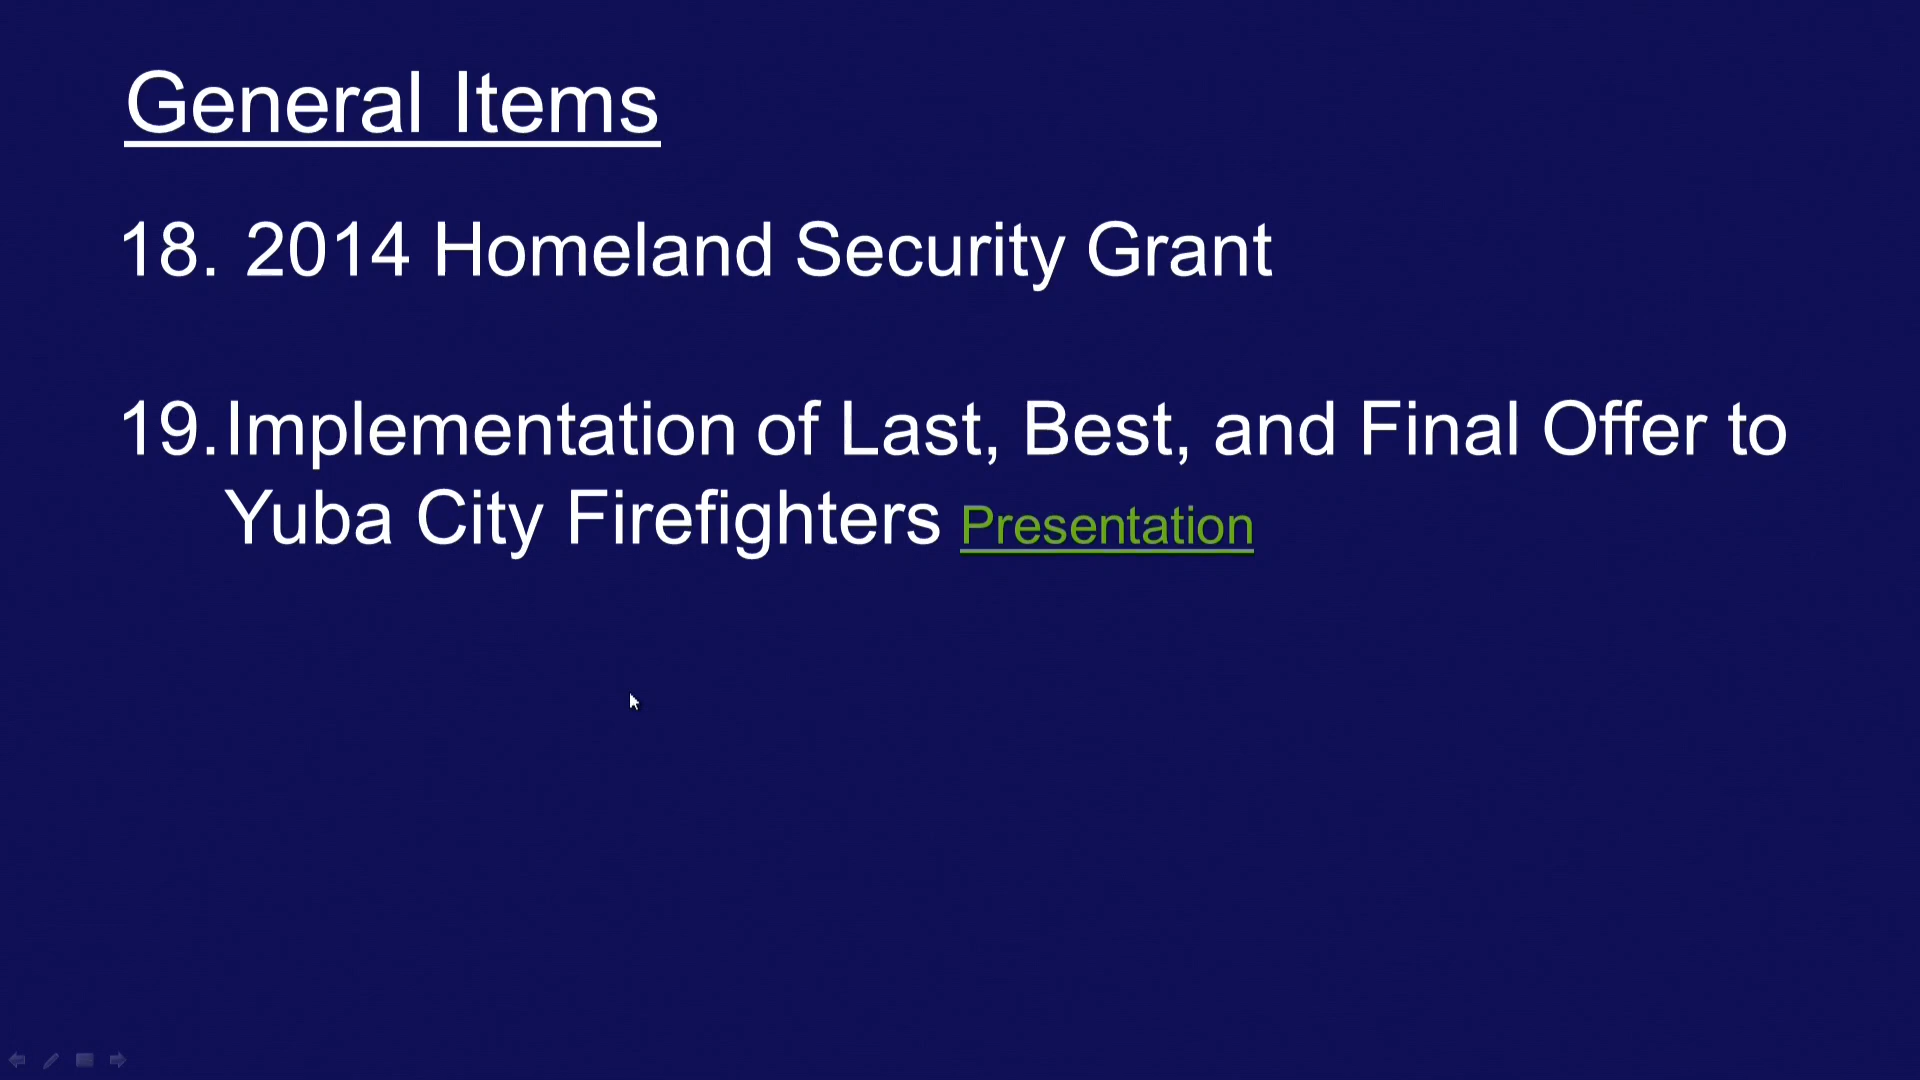 General Items
18. 2014 Homeland Security Grant
19. Implementation of Last, Best, and Final Offer to
Yuba City Firefighters Presentation